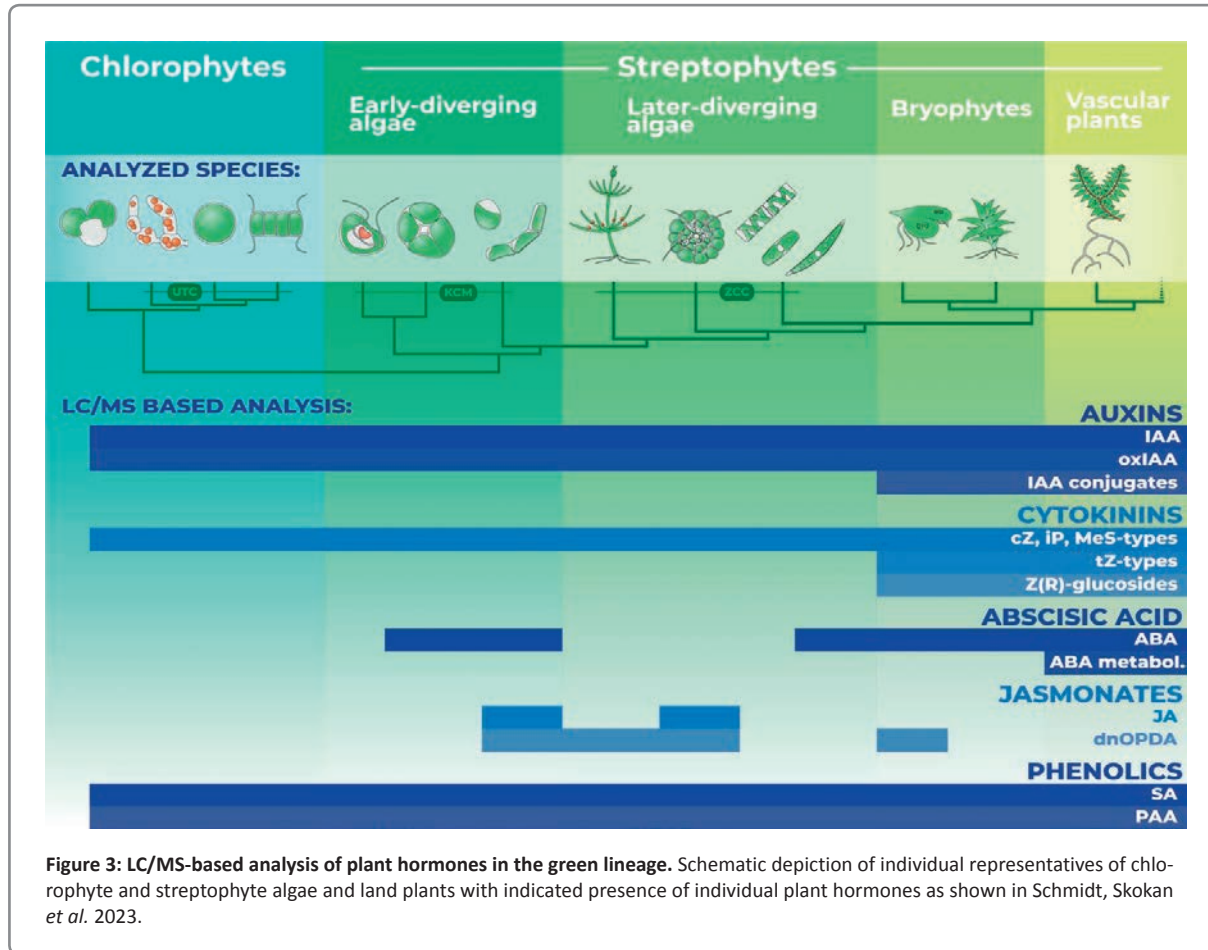 Chlorophytes
Streptophytes
Early-diverging
algae
Later-diverging
algae
Bryophytes
Vascular
plants
ANALYZED SPECIES:
UTC
KCM
ZCC
LC/MS BASED ANALYSIS:
AUXINS
IAA
oxIAA
IAA conjugates
CYTOKININS
cZ, iP, MeS-types
tZ-types
Z(R)-glucosides
ABSCISIC ACID
ABA
ABA metabol.
JASMONATES
JA
dnOPDA
PHENOLICS
SA
PAA
Figure 3: LC/MS-based analysis of plant hormones in the green lineage. Schematic depiction of individual representatives of chlo-
rophyte and streptophyte algae and land plants with indicated presence of individual plant hormones as shown in Schmidt, Skokan
et al. 2023.